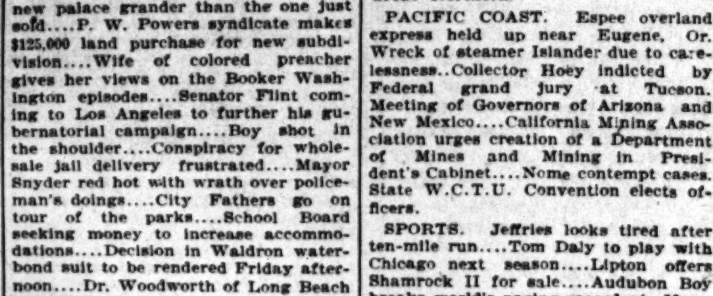 new palace grander than the one just
sold....P. W. Powers syndicate makes
$125,000 land purchase for new subdi-
vision....Wife of colored preacher
gives her views on the Booker Wash-
ington episodes....Senator Flint com-
ing to Los Angeles to further his gu-
bernatorial campaign....Boy shot in
the shoulder....Conspiracy for whole-
sale jail delivery frustrated....Mayor
Snyder red hot with wrath over police-
man's doings....City Fathers go on
tour of the parks....School Board
seeking money to increase accommo-
dations....Decision in Waldron water-
bond suit to be rendered Friday after-
noon....Dr. Woodworth of Long Beach
PACIFIC COAST. Espee overland
express held up near Eugene, Or.
Wreck of steamer Islander due to care-
lessness..Collector Hoey indicted by
Federal grand jury at Tucson.
Meeting of Governors of Arizona and
New Mexico....California Mining Asso-
ciation urges creation of a Department
of Mines and Mining in Presi-
dent's Cabinet....Nome contempt cases.
State W.C.T.U. Convention elects of-
ficers.
SPORTS. Jeffries looks tired after
ten-mile run....Tom Daly to play with
Chicago next season....Lipton offers
Shamrock II for sale....Audubon Boy